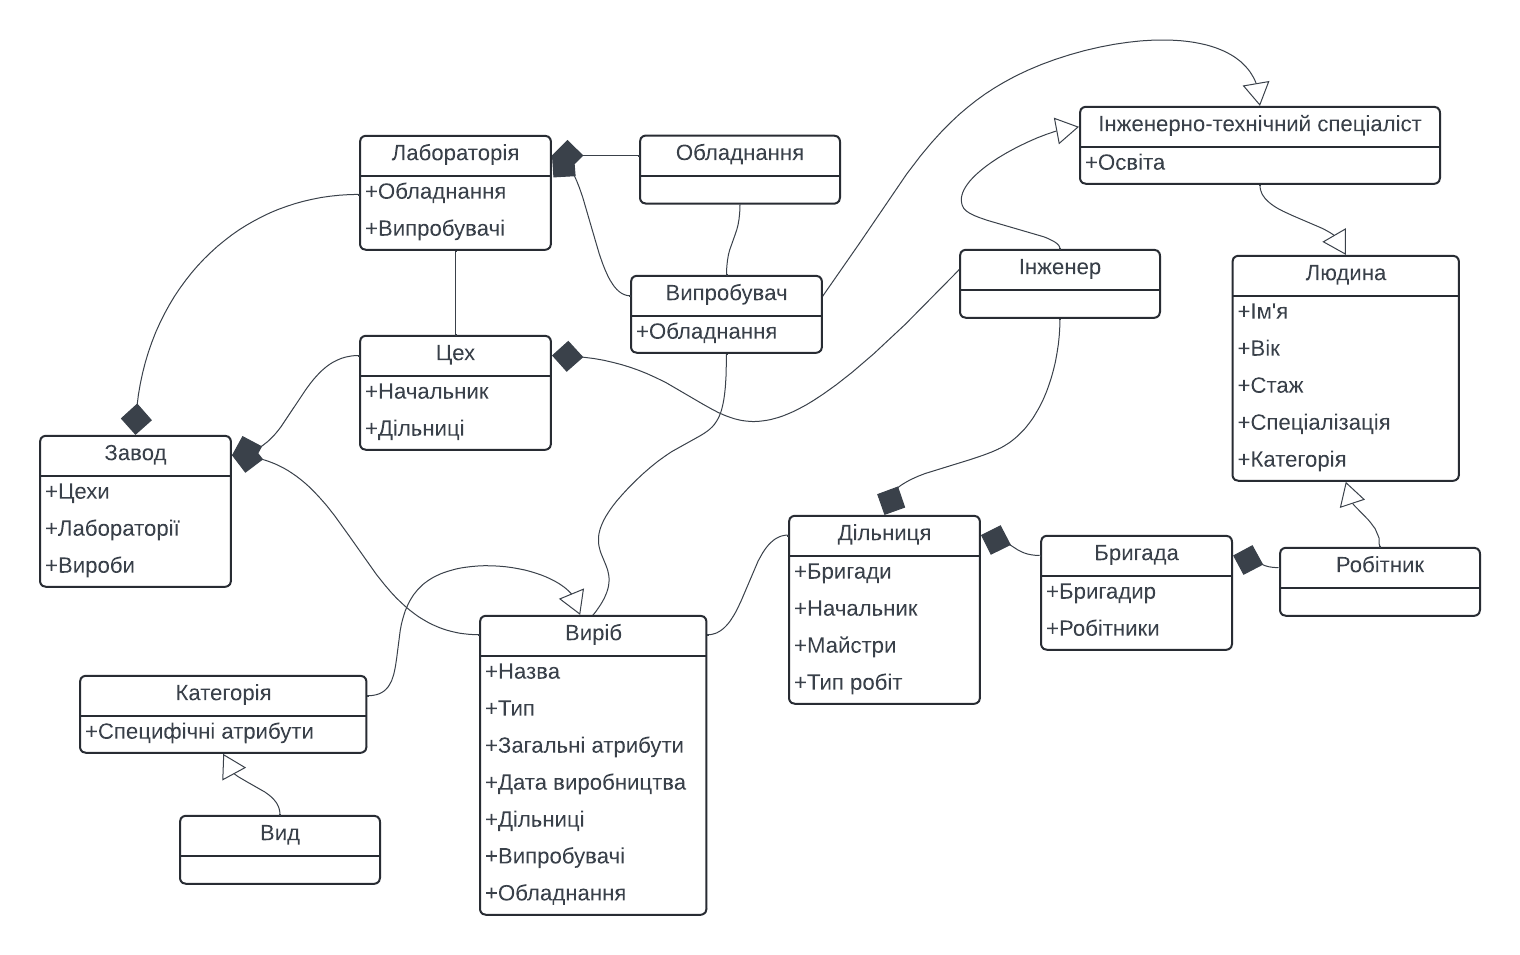 Інженерно-технічний спеціаліст
+Освіта
Лабораторія
+Обладнання
+Випробувачі
Обладнання
Інженер
Людина
+Ім'я
+Вік
+Стаж
+Спеціалізація
+Категорія
Випробувач
+Обладнання
Цех
+Начальник
+Дільниці
Завод
+Цехи
+Лабораторії
+Вироби
Дільниця
+Бригади
+Начальник
+Майстри
+Тип робіт
Бригада
+Бригадир
+Робітники
Робітник
Виріб
+Назва
+Тип
+Загальні атрибути
+Дата виробництва
+Дільниці
+Випробувачі
+Обладнання
Категорія
+Специфічні атрибути
Вид